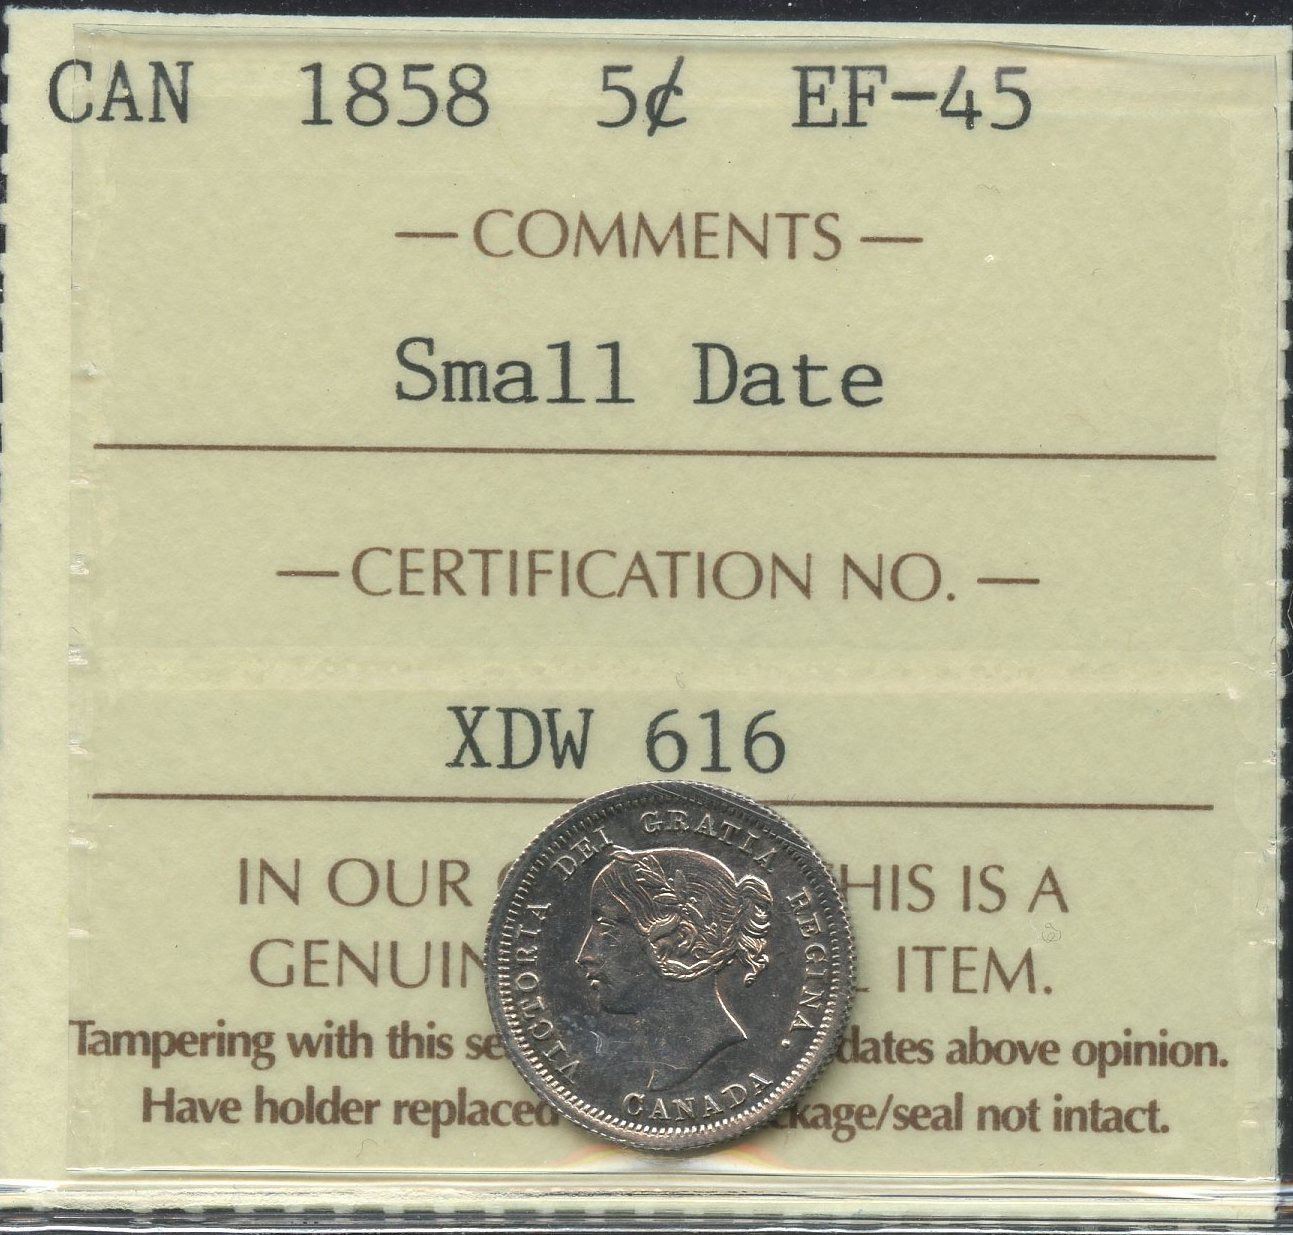 CAN 1858 5¢ EF-45
— COMMENTS —
Small Date
— CERTIFICATION NO. —
XDW 616
IN OUR HIS IS A
GENUIN ITEM.
Tampering with this se dates above opinion.
Have holder replaced ckage/seal not intact.
VICTORIA DEI GRATIA REGINA.
CANADA